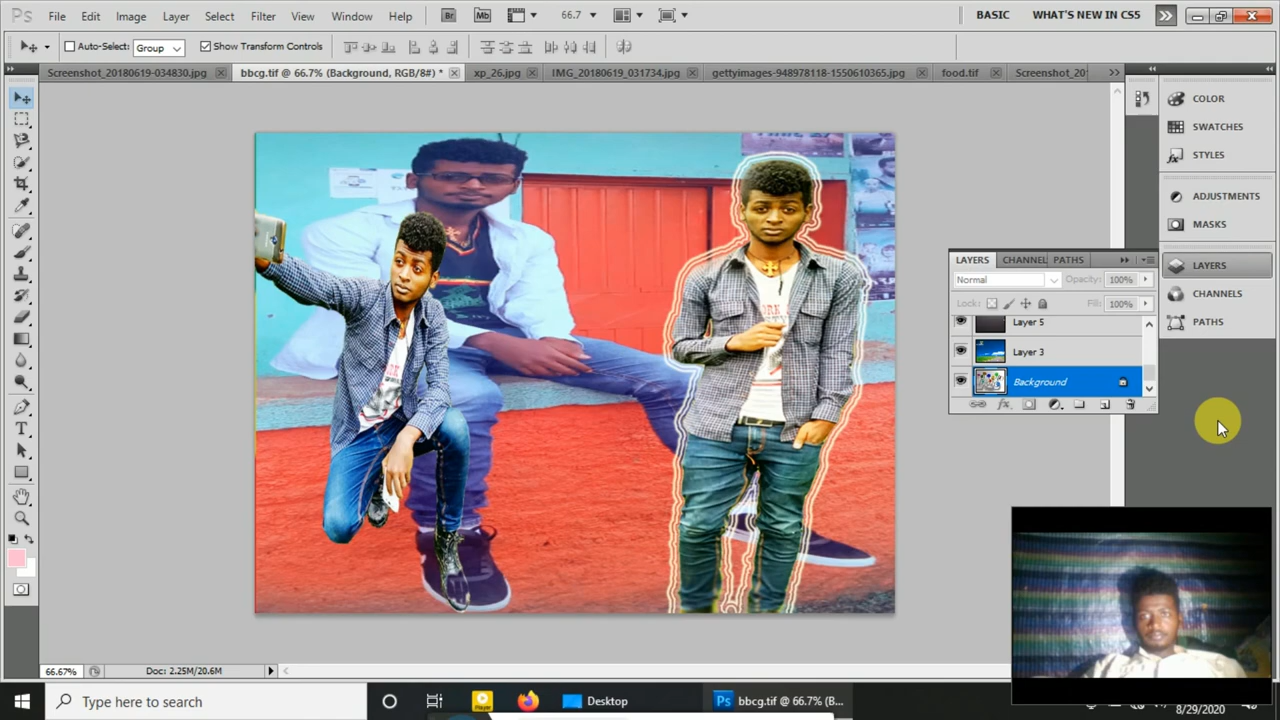 Ps File Edit Image Layer Select Filter View Window Help Br Mb 66.7 BASIC WHAT'S NEW IN CS5
Auto-Select: Group Show Transform Controls
Screenshot_20180619-034830.jpg bbcg.tif @ 66.7% (Background, RGB/8#) * xp_26.jpg IMG_20180619_031734.jpg gettyimages-948978118-1550610365.jpg food.tif Screenshot_20
COLOR
SWATCHES
STYLES
ADJUSTMENTS
MASKS
LAYERS
CHANNELS
PATHS
LAYERS CHANNEL PATHS
Normal Opacity: 100%
Lock: Fill: 100%
Layer 5
Layer 3
Background
66.67% Doc: 2.25M/20.6M
Type here to search Player Desktop Ps bbcg.tif @ 66.7% (B...
8/29/2020